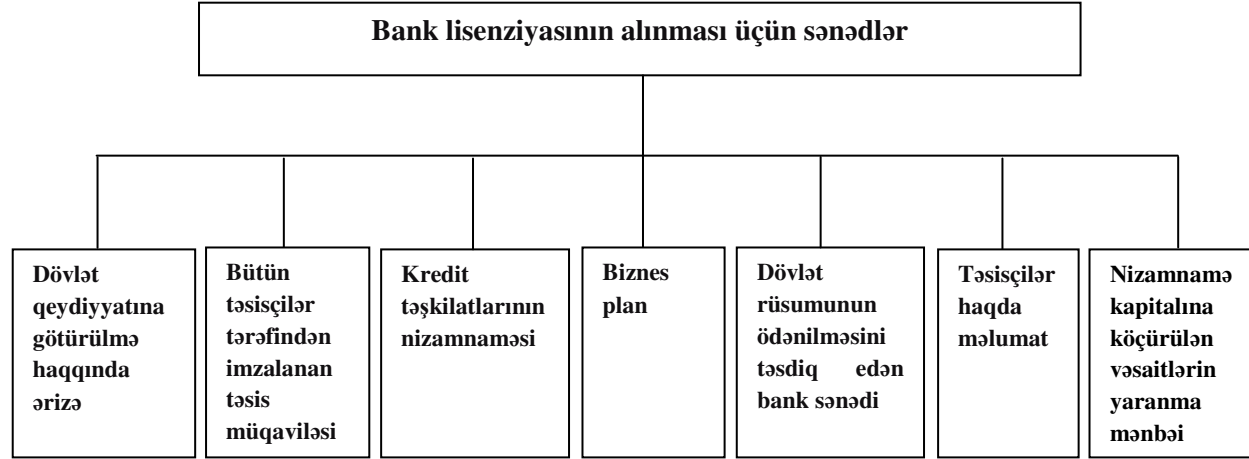 Bank lisenziyasının alınması üçün sənədlər
Dövlət
qeydiyyatına
götürülmə
haqqında
ərizə
Bütün
təsisçilər
tərəfindən
imzalanan
təsis
müqaviləsi
Kredit
təşkilatlarının
nizamnaməsi
Biznes
plan
Dövlət
rüsumunun
ödənilməsini
təsdiq edən
bank sənədi
Təsisçilər
haqda
məlumat
Nizamnamə
kapitalına
köçürülən
vəsaitlərin
yaranma
mənbəi